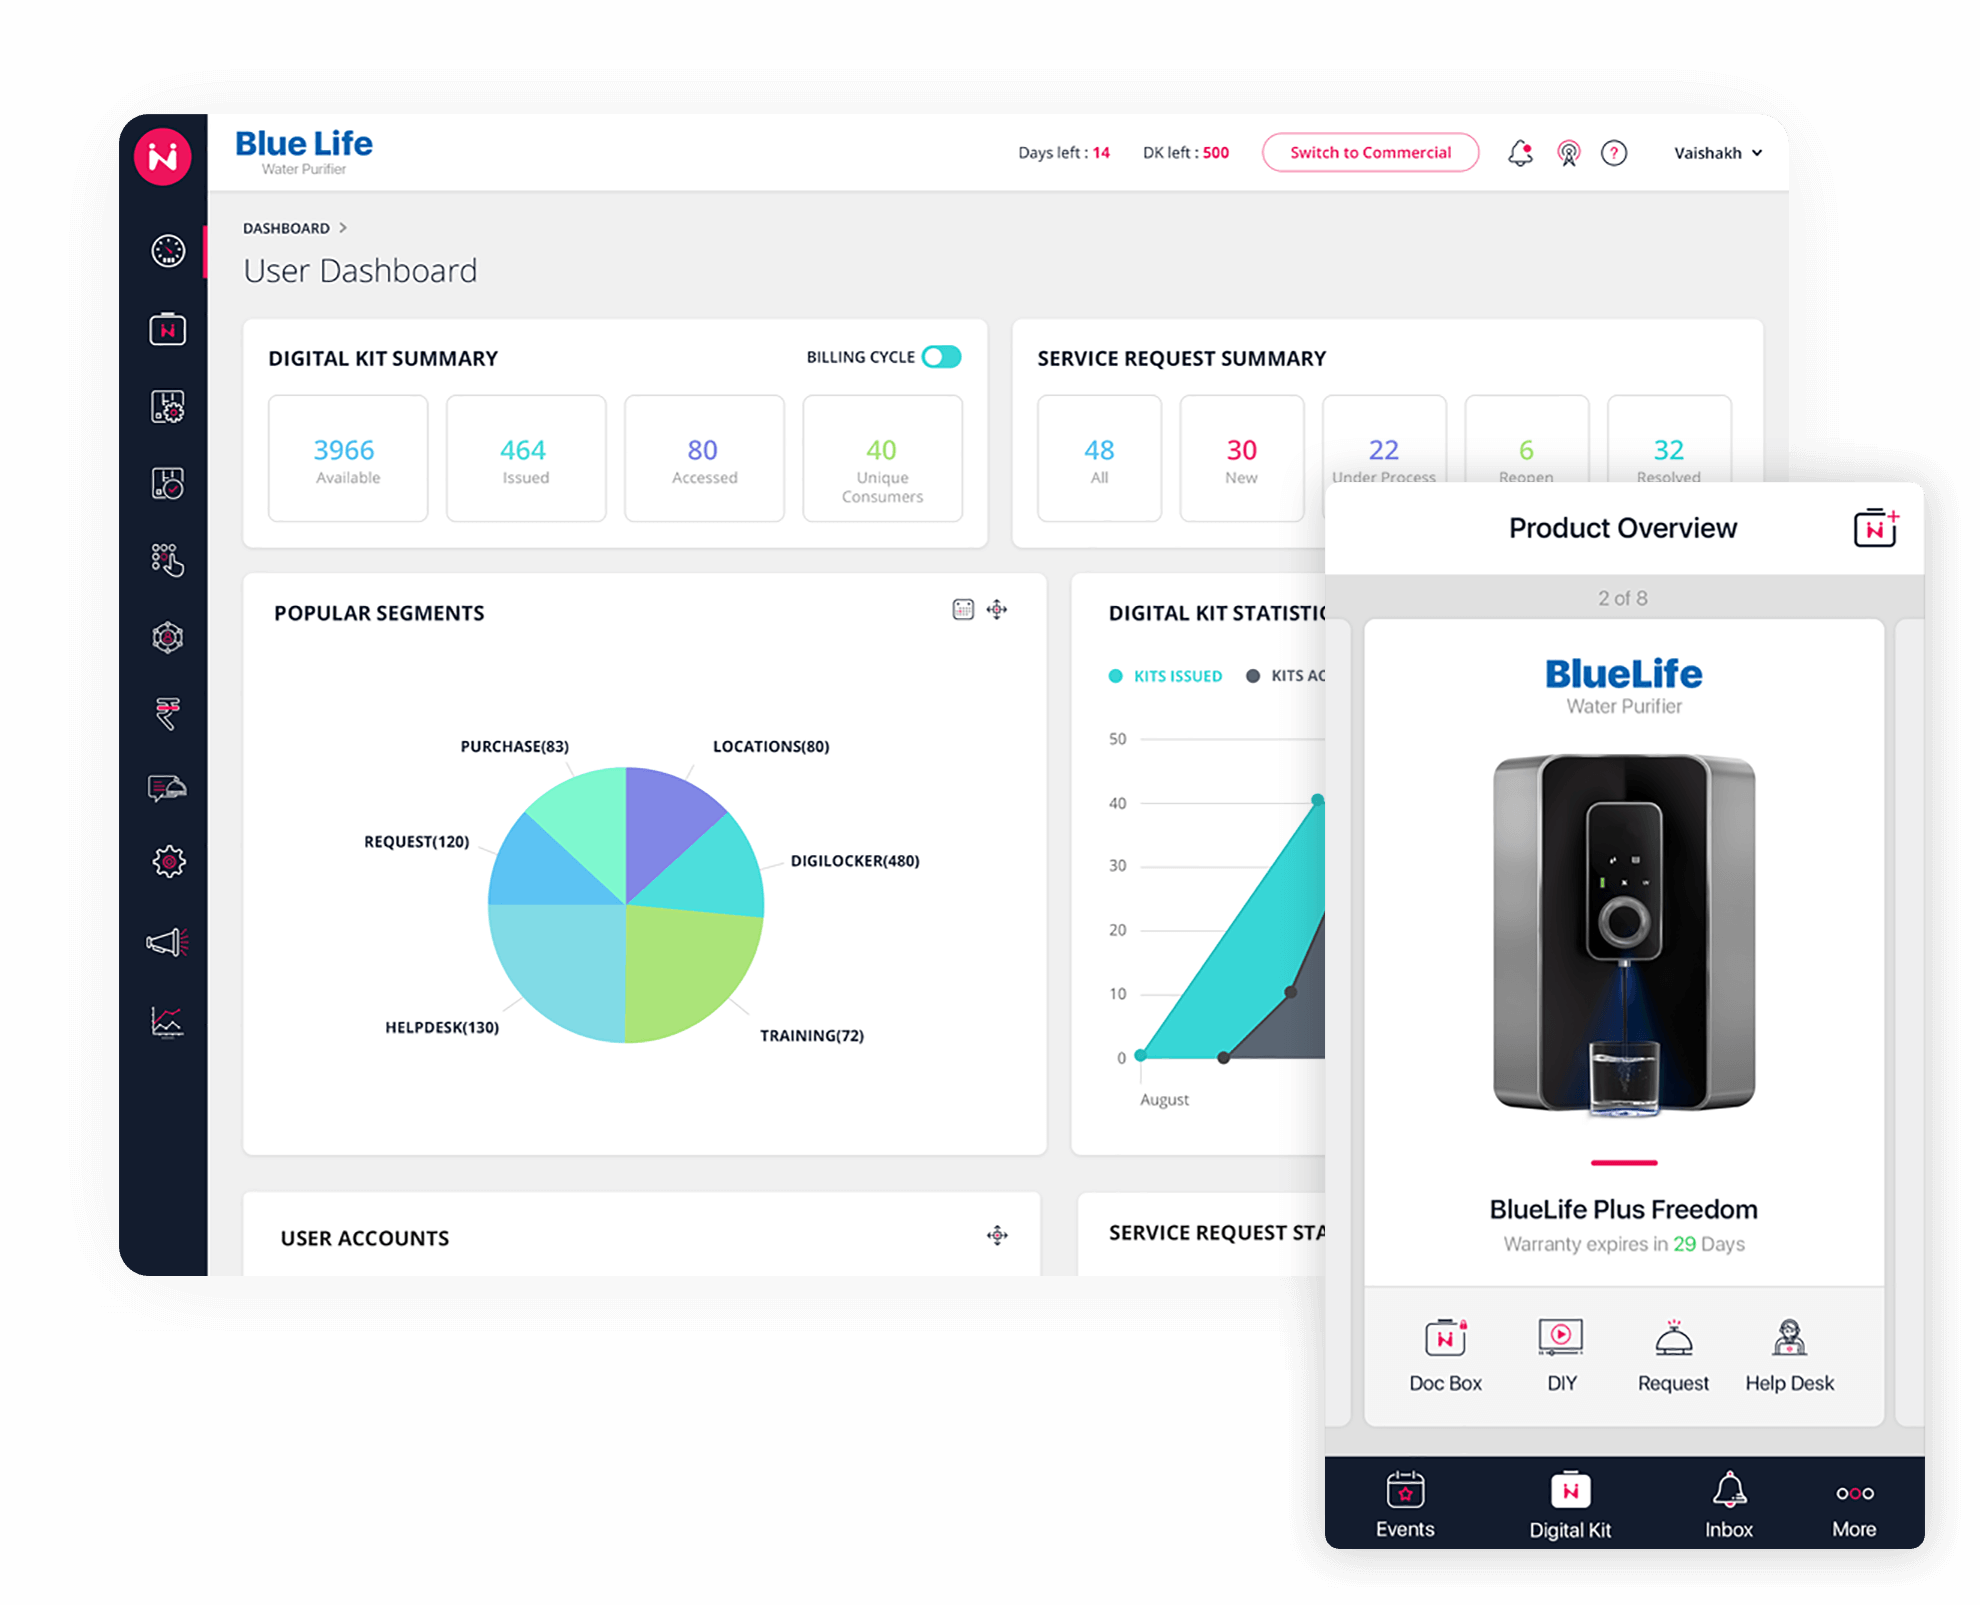 Blue Life
Water Purifier
Days left : 14
DK left : 500
Switch to Commercial
?
Vaishakh
DASHBOARD >
User Dashboard
DIGITAL KIT SUMMARY
BILLING CYCLE
3966
Available
464
Issued
80
Accessed
40
Unique
Consumers
SERVICE REQUEST SUMMARY
48
All
30
New
22
Under Process
6
Reopen
32
Resolved
POPULAR SEGMENTS
PURCHASE(83)
LOCATIONS(80)
REQUEST(120)
DIGILOCKER(480)
HELPDESK(130)
TRAINING(72)
DIGITAL KIT STATISTIC
KITS ISSUED
KITS AC
50
40
30
20
10
0
August
USER ACCOUNTS
SERVICE REQUEST STA
Product Overview
2 of 8
BlueLife
Water Purifier
BlueLife Plus Freedom
Warranty expires in 29 Days
Doc Box
DIY
Request
Help Desk
Events
Digital Kit
Inbox
More